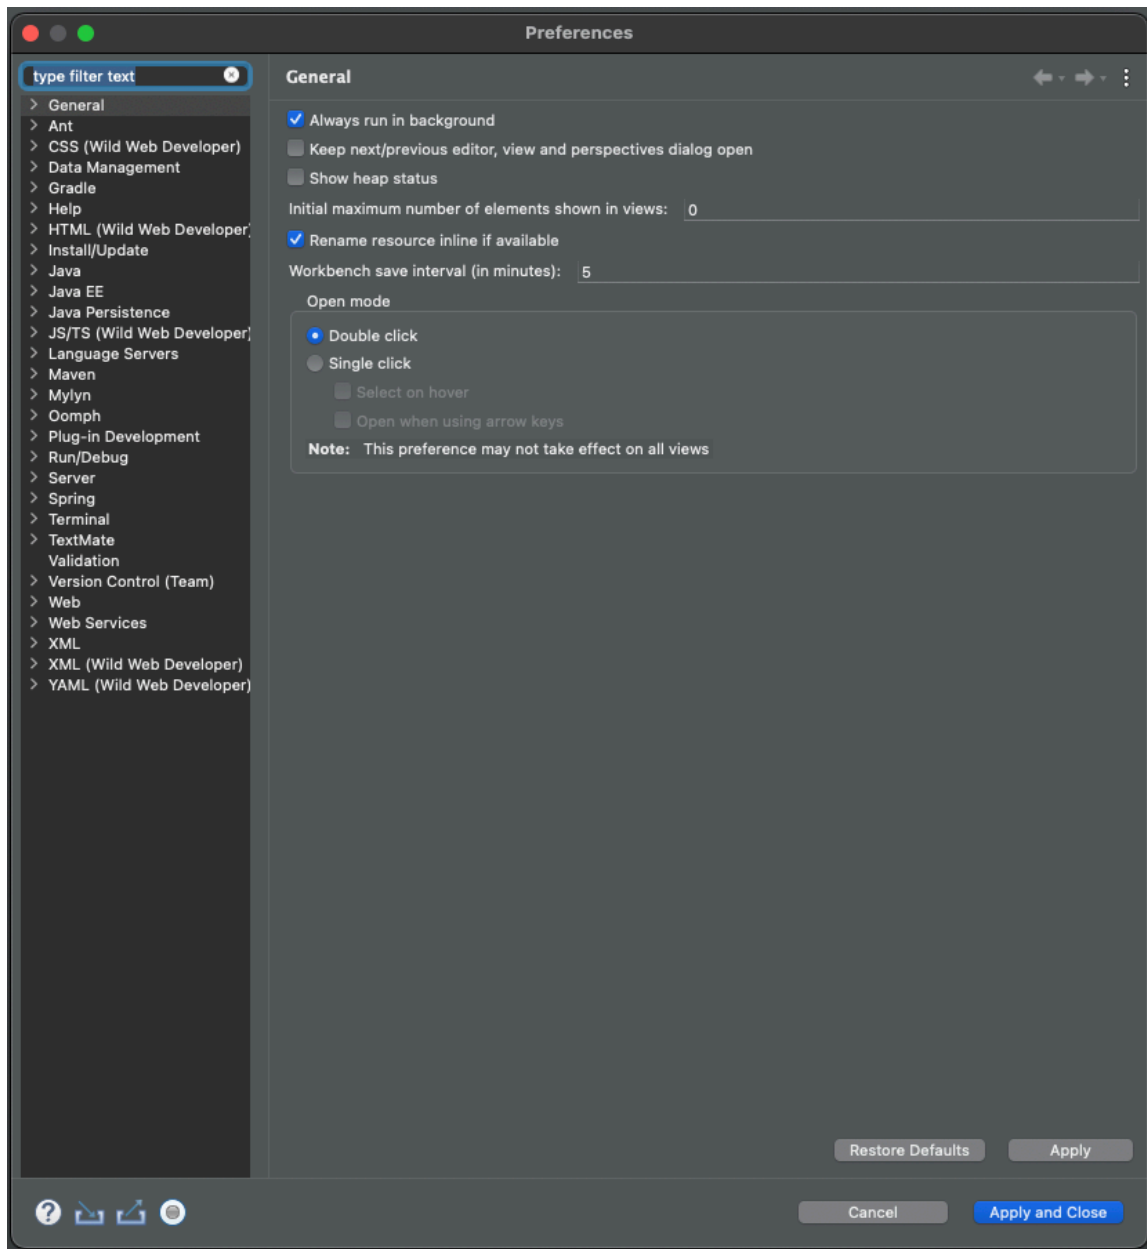 Preferences
type filter text
General
Ant
CSS (Wild Web Developer)
Data Management
Gradle
Help
HTML (Wild Web Developer)
Install/Update
Java
Java EE
Java Persistence
JS/TS (Wild Web Developer)
Language Servers
Maven
Mylyn
Oomph
Plug-in Development
Run/Debug
Server
Spring
Terminal
TextMate
Validation
Version Control (Team)
Web
Web Services
XML
XML (Wild Web Developer)
YAML (Wild Web Developer)
General
Always run in background
Keep next/previous editor, view and perspectives dialog open
Show heap status
Initial maximum number of elements shown in views: 0
Rename resource inline if available
Workbench save interval (in minutes): 5
Open mode
Double click
Single click
Select on hover
Open when using arrow keys
Note: This preference may not take effect on all views
Restore Defaults Apply
? Cancel Apply and Close